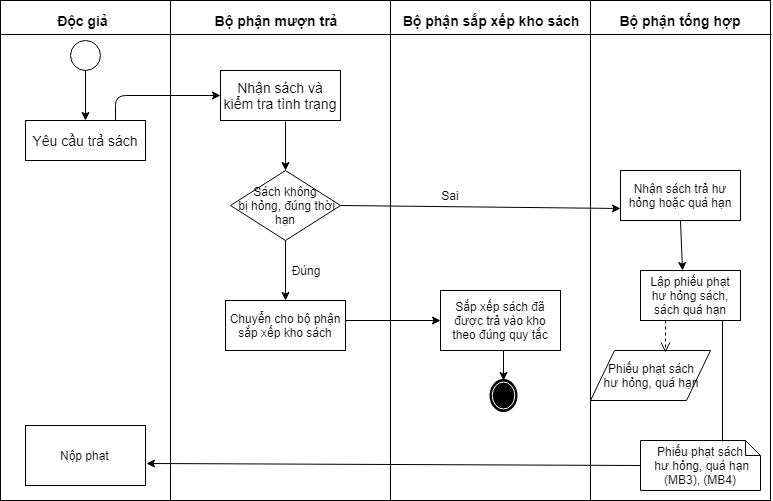 Độc giả
Bộ phận mượn trả
Bộ phận sắp xếp kho sách
Bộ phận tổng hợp
Yêu cầu trả sách
Nhận sách và
kiểm tra tình trạng
Sách không
bị hỏng, đúng thời
hạn
Sai
Nhận sách trả hư
hỏng hoặc quá hạn
Đúng
Chuyển cho bộ phận
sắp xếp kho sách
Sắp xếp sách đã
được trả vào kho
theo đúng quy tắc
Lập phiếu phạt
hư hỏng sách,
sách quá hạn
Phiếu phạt sách
hư hỏng, quá hạn
Nộp phạt
Phiếu phạt sách
hư hỏng, quá hạn
(MB3), (MB4)